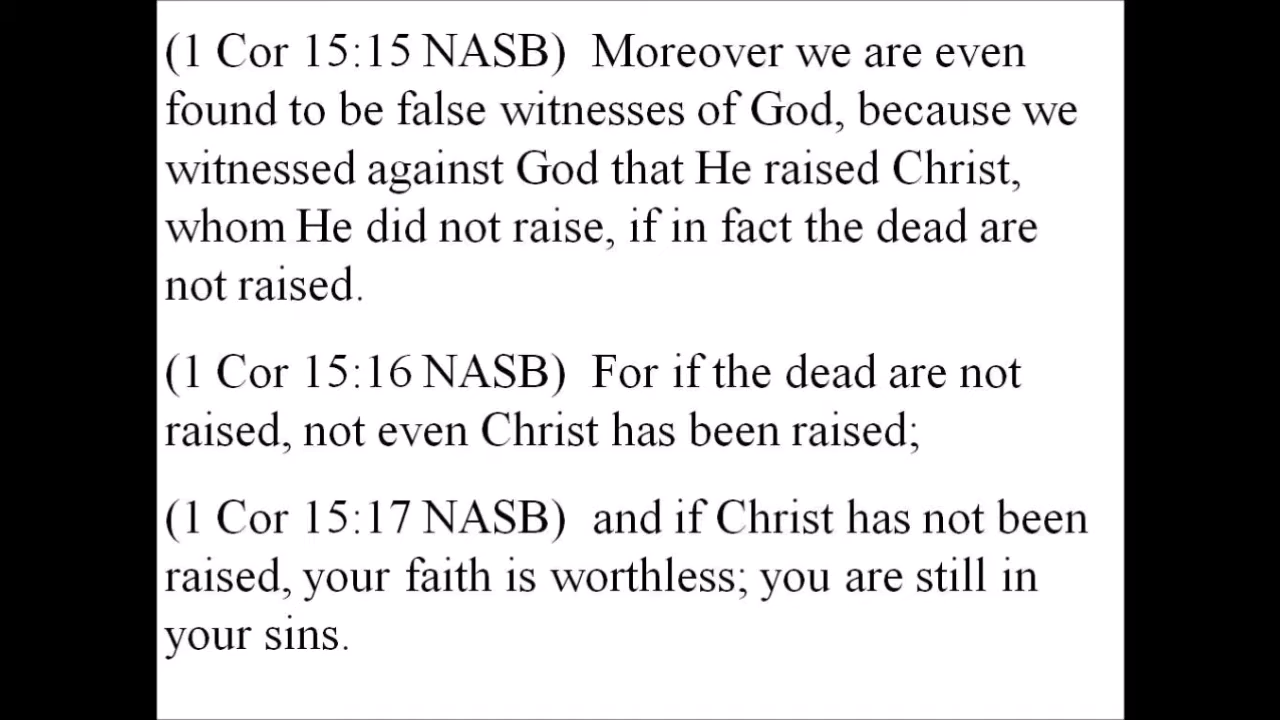 (1 Cor 15:15 NASB)  Moreover we are even
found to be false witnesses of God, because we
witnessed against God that He raised Christ,
whom He did not raise, if in fact the dead are
not raised.
(1 Cor 15:16 NASB)  For if the dead are not
raised, not even Christ has been raised;
(1 Cor 15:17 NASB)  and if Christ has not been
raised, your faith is worthless; you are still in
your sins.